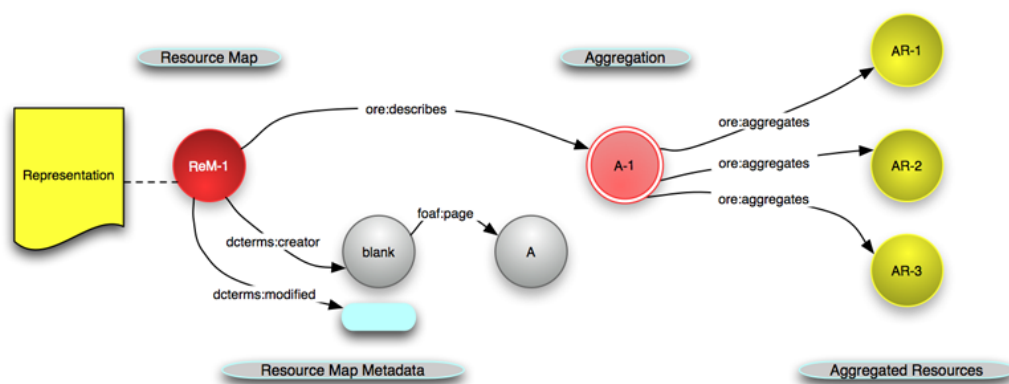 Resource Map
Aggregation
AR-1
ore:describes
ore:aggregates
Representation
ReM-1
A-1
ore:aggregates
AR-2
ore:aggregates
foaf:page
dcterms:creator
blank
A
AR-3
dcterms:modified
Resource Map Metadata
Aggregated Resources